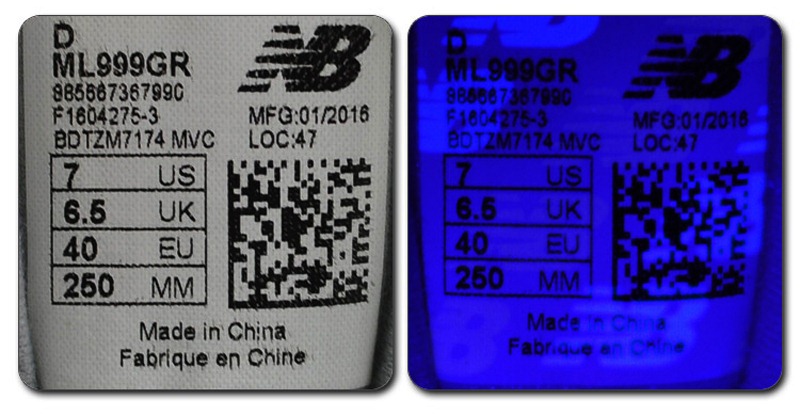 D
ML999GR
885667367990
F1604275-3
BDTZM7174 MVC
NB
MFG:01/2016
LOC:47
7 US
6.5 UK
40 EU
250 MM
Made in China
Fabrique en Chine
D
ML999GR
885667367990
F1604275-3
BDTZM7174 MVC
NB
MFG:01/2016
LOC:47
7 US
6.5 UK
40 EU
250 MM
Made in China
Fabrique en Chine